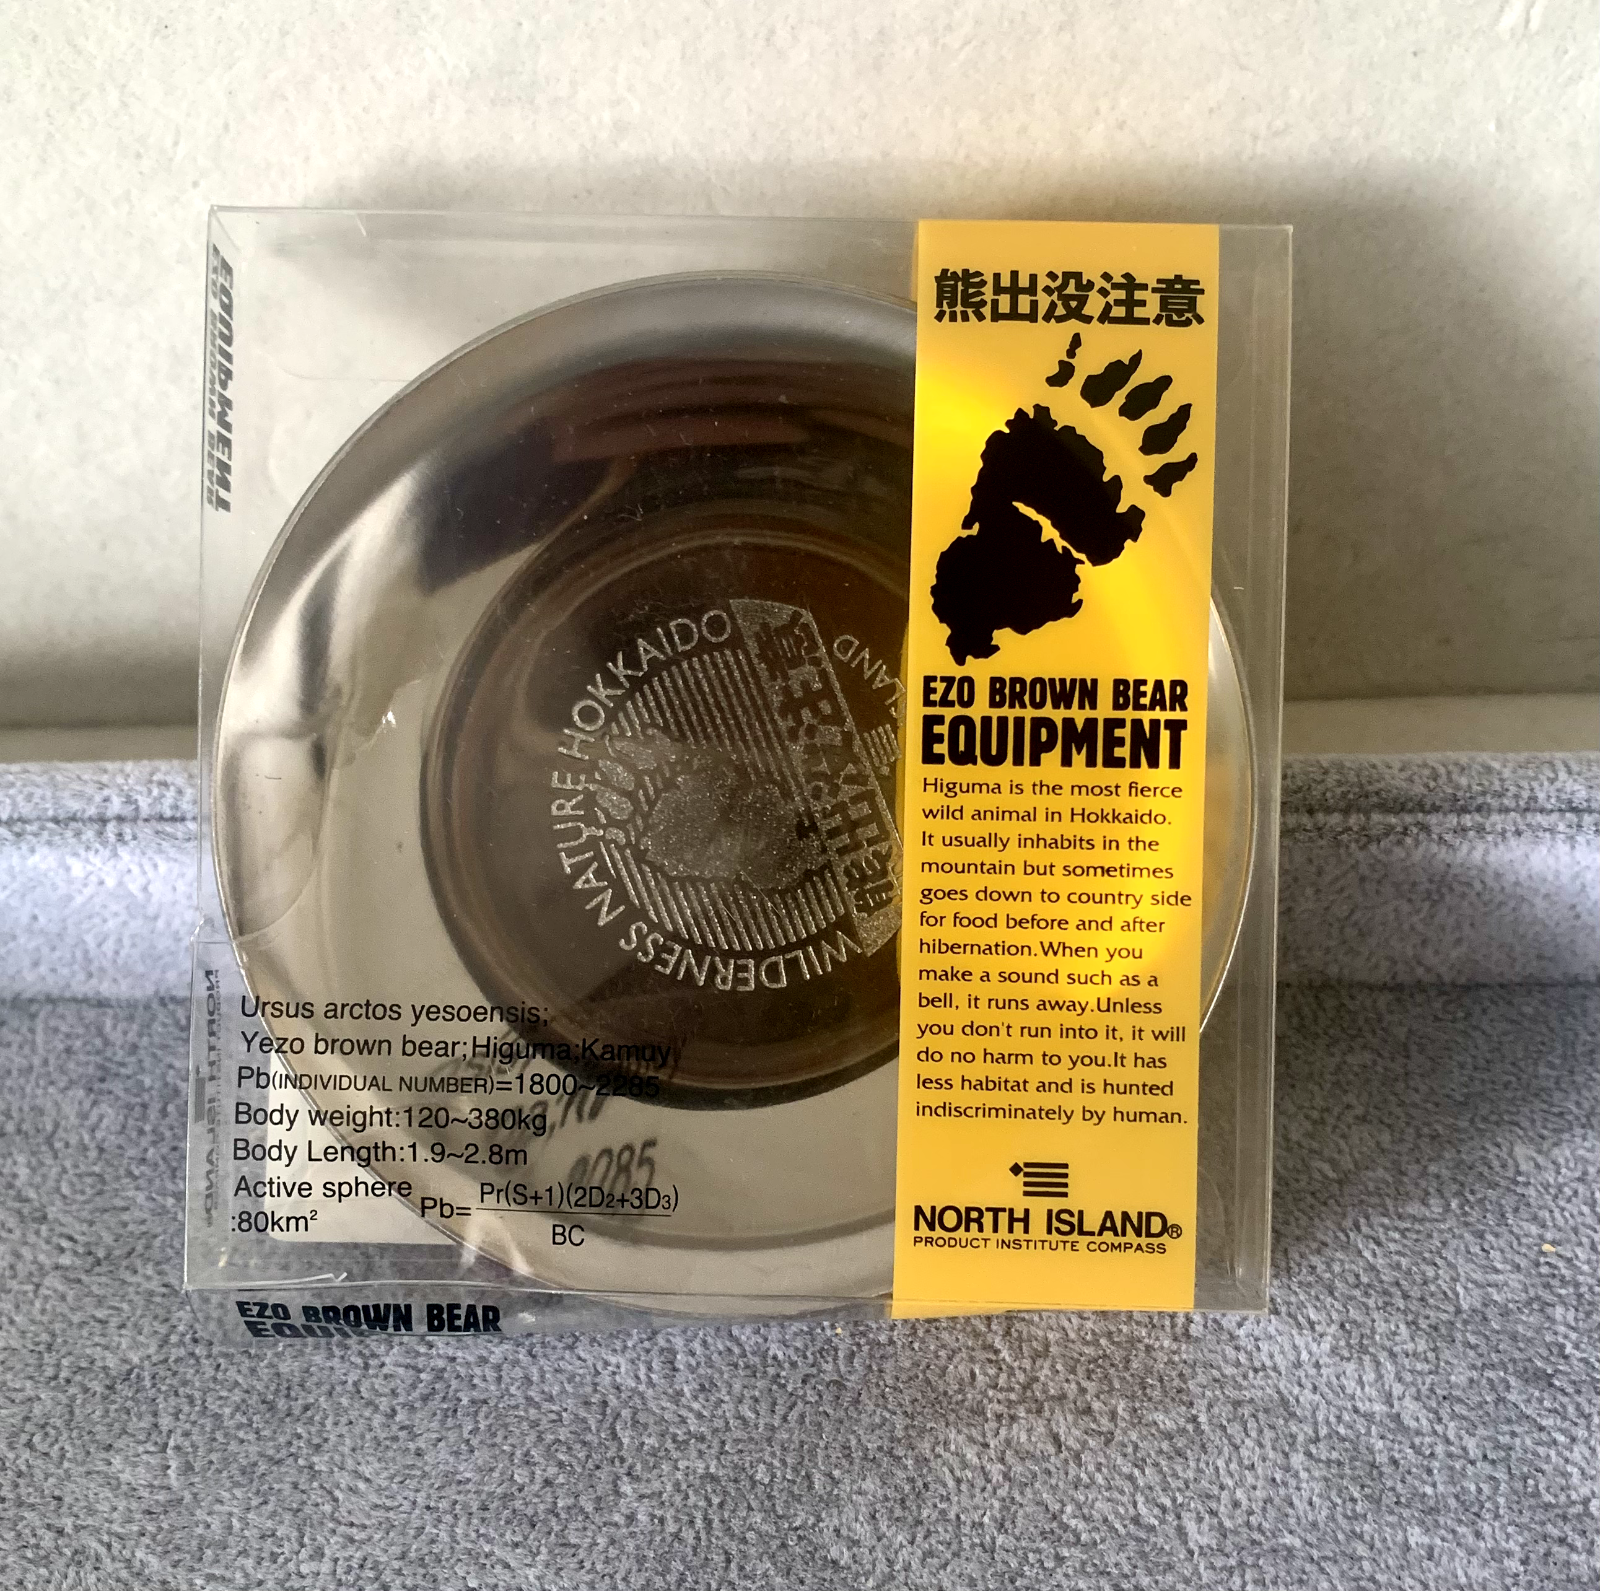 熊出没注意
EZO BROWN BEAR
EQUIPMENT
Higuma is the most fierce
wild animal in Hokkaido.
It usually inhabits in the
mountain but sometimes
goes down to country side
for food before and after
hibernation.When you
make a sound such as a
bell, it runs away.Unless
you don't run into it, it will
do no harm to you.It has
less habitat and is hunted
indiscriminately by human.
NORTH ISLAND®
PRODUCT INSTITUTE COMPASS
WILDERNESS NATURE HOKKAIDO
Ursus arctos yesoensis;
Yezo brown bear;Higuma;Kamuy
Pb(INDIVIDUAL NUMBER)=1800~2285
Body weight:120~380kg
Body Length:1.9~2.8m
Active sphere
:80km²
Pb=Pr(S+1)(2D2+3D3)
BC
EZO BROWN BEAR
EQUIPMENT
EZO BROWN BEAR
NORTH ISLAND